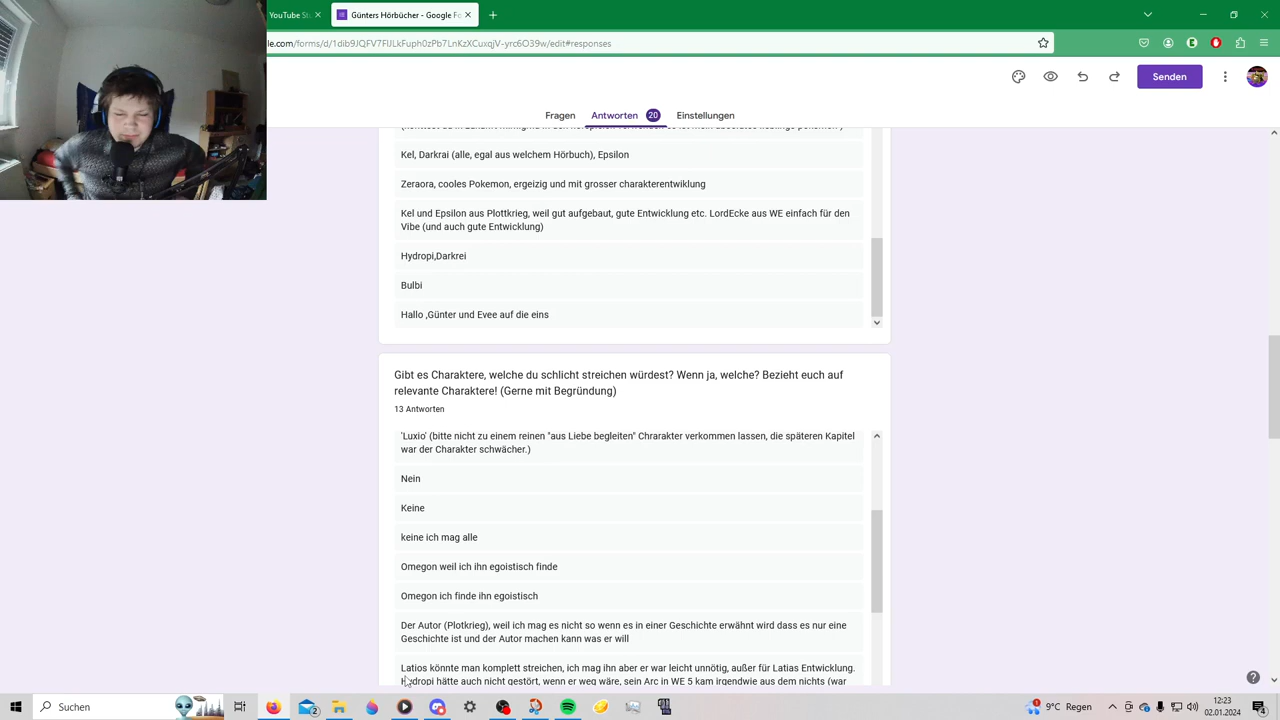 YouTube Stu
Günters Hörbücher - Google Fo
le.com/forms/d/1dib9JQFV7FlJLkFuph0zPb7LnKzXCuxqjV-yrc6O39w/edit#responses
Senden
Fragen
Antworten 20
Einstellungen
Kel, Darkrai (alle, egal aus welchem Hörbuch), Epsilon
Zeraora, cooles Pokemon, ergeizig und mit grosser charakterentwiklung
Kel und Epsilon aus Plottkrieg, weil gut aufgebaut, gute Entwicklung etc. LordEcke aus WE einfach für den
Vibe (und auch gute Entwicklung)
Hydropi,Darkrei
Bulbi
Hallo ,Günter und Evee auf die eins
Gibt es Charaktere, welche du schlicht streichen würdest? Wenn ja, welche? Bezieht euch auf
relevante Charaktere! (Gerne mit Begründung)
13 Antworten
'Luxio' (bitte nicht zu einem reinen "aus Liebe begleiten" Chrarakter verkommen lassen, die späteren Kapitel
war der Charakter schwächer.)
Nein
Keine
keine ich mag alle
Omegon weil ich ihn egoistisch finde
Omegon ich finde ihn egoistisch
Der Autor (Plotkrieg), weil ich mag es nicht so wenn es in einer Geschichte erwähnt wird dass es nur eine
Geschichte ist und der Autor machen kann was er will
Latios könnte man komplett streichen, ich mag ihn aber er war leicht unnötig, außer für Latias Entwicklung.
Hydropi hätte auch nicht gestört, wenn er weg wäre, sein Arc in WE 5 kam irgendwie aus dem nichts (war
Suchen
2
9°C Regen
12:23
02.01.2024
4